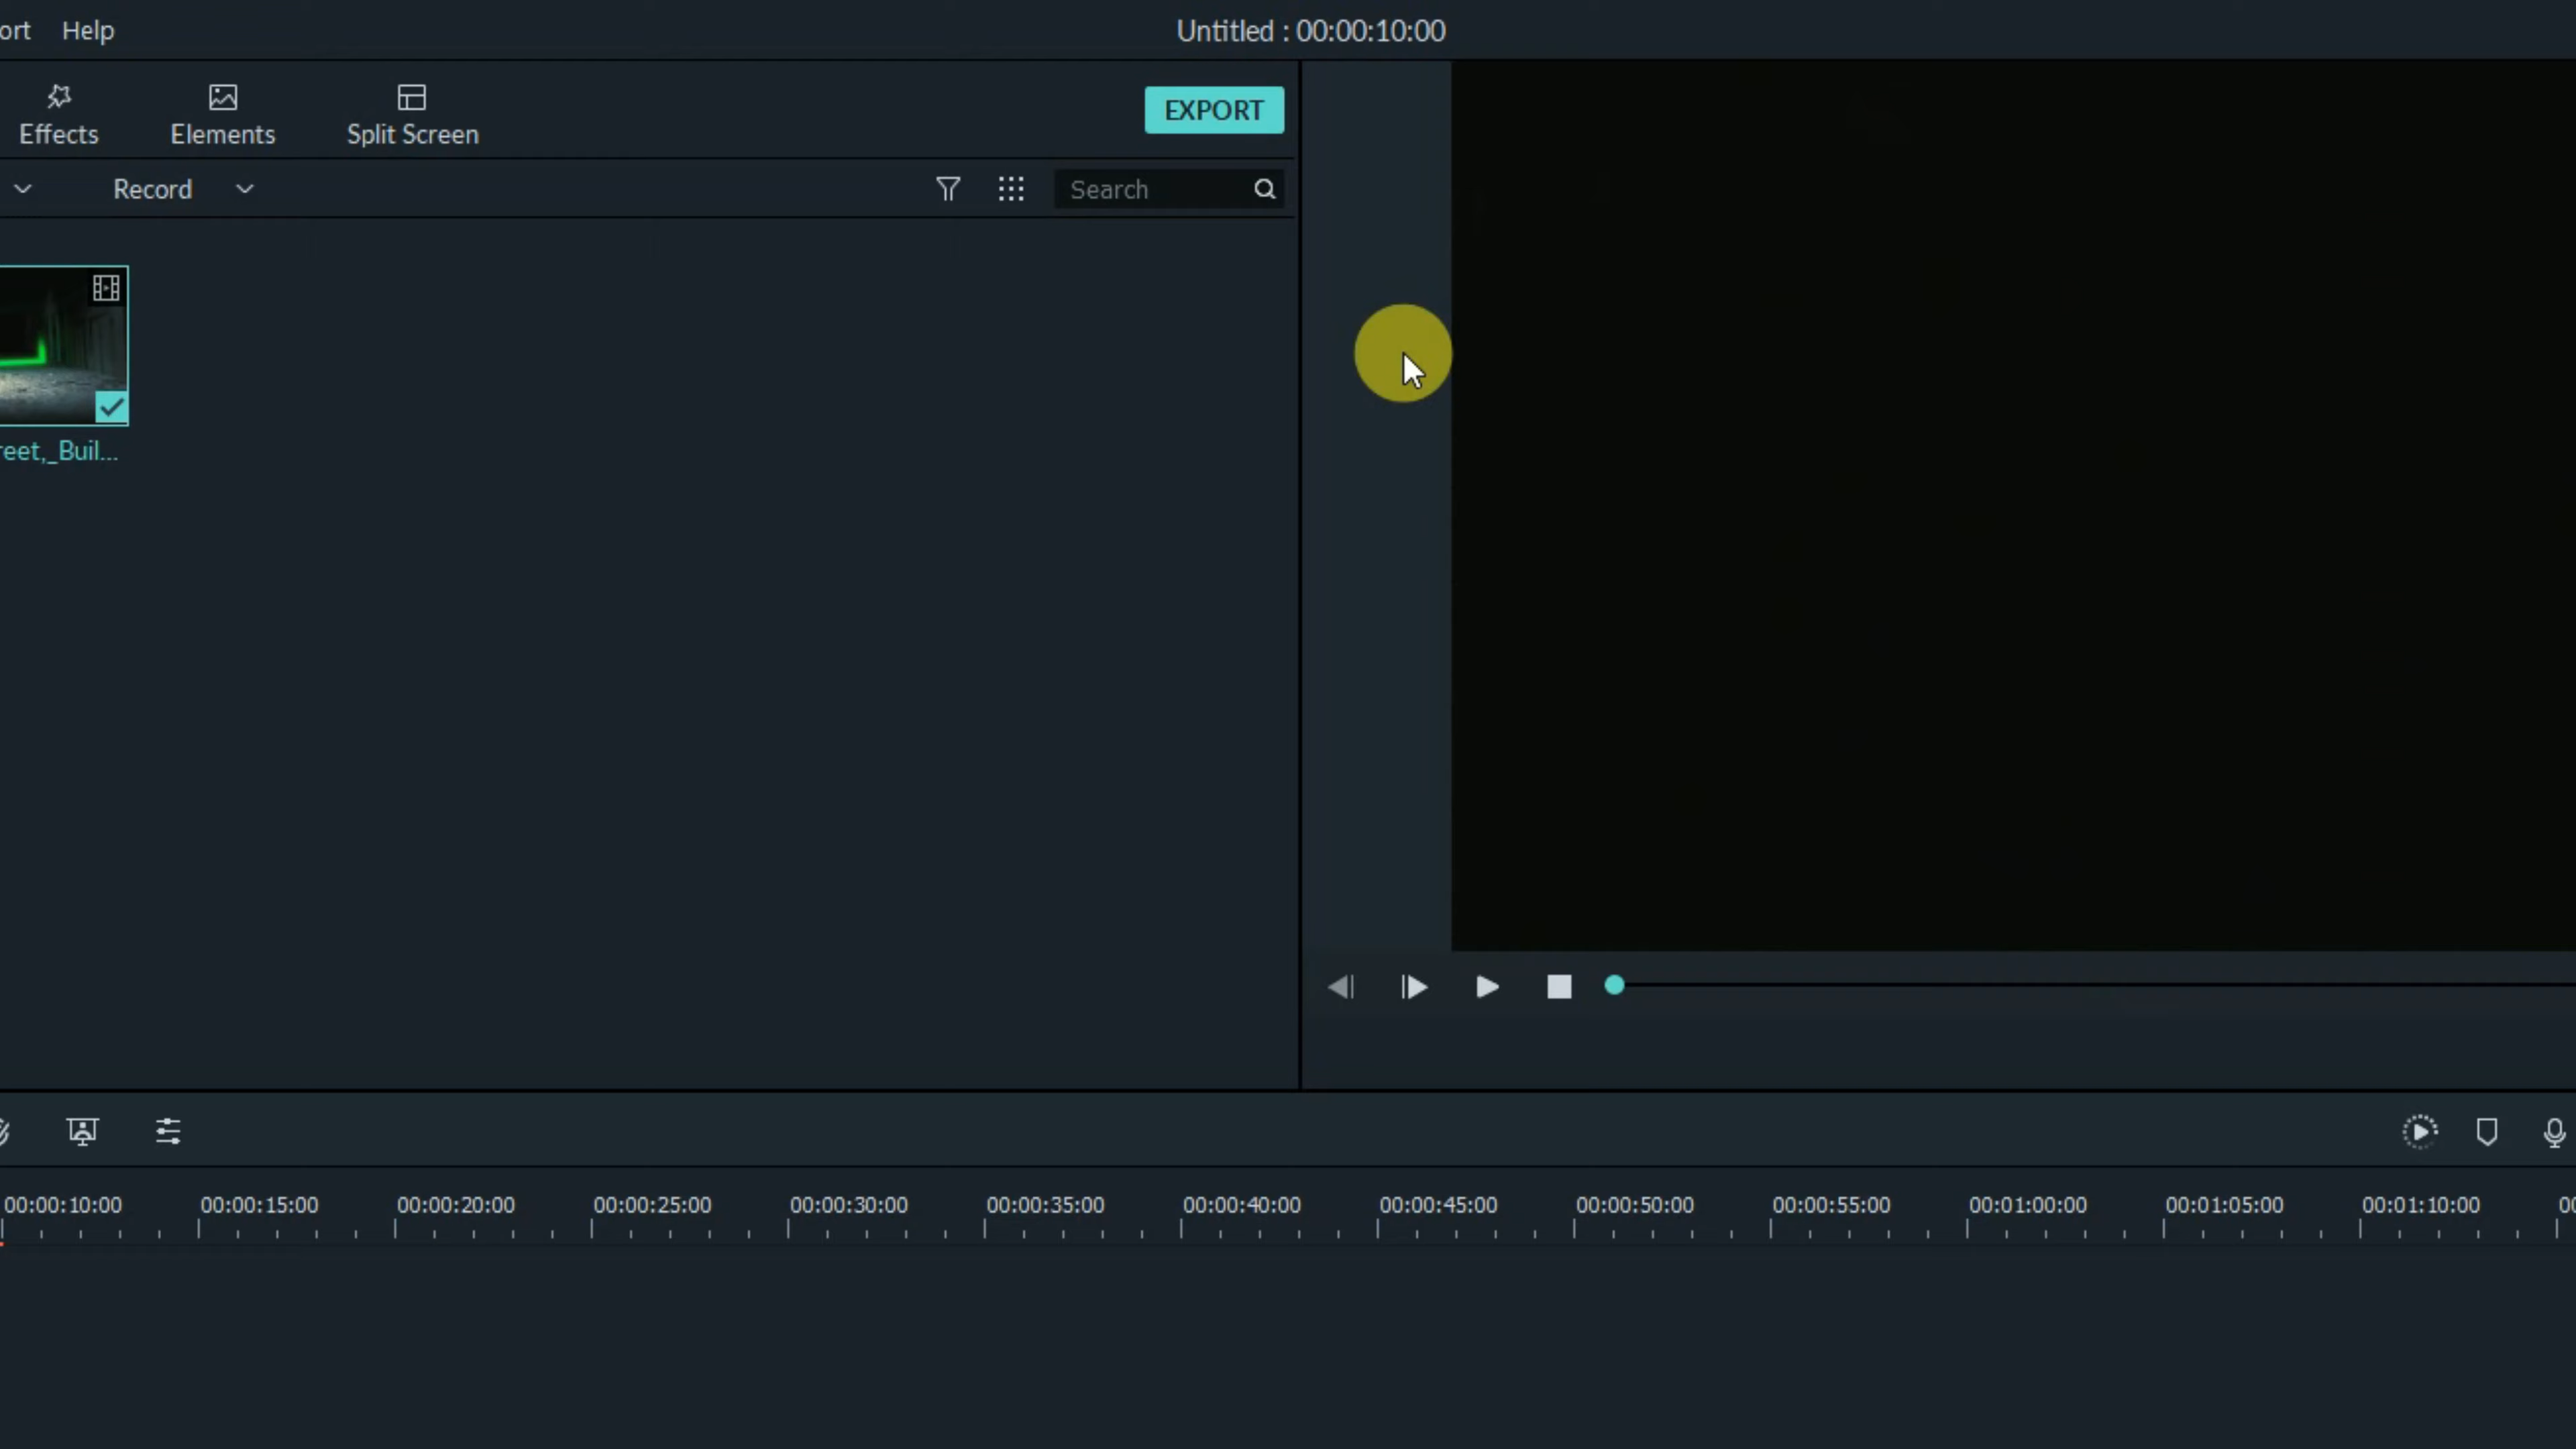 ort Help Untitled : 00:00:10:00
Effects Elements Split Screen EXPORT
Record Search
reet,_Buil...
00:00:10:00 00:00:15:00 00:00:20:00 00:00:25:00 00:00:30:00 00:00:35:00 00:00:40:00 00:00:45:00 00:00:50:00 00:00:55:00 00:01:00:00 00:01:05:00 00:01:10:00 00